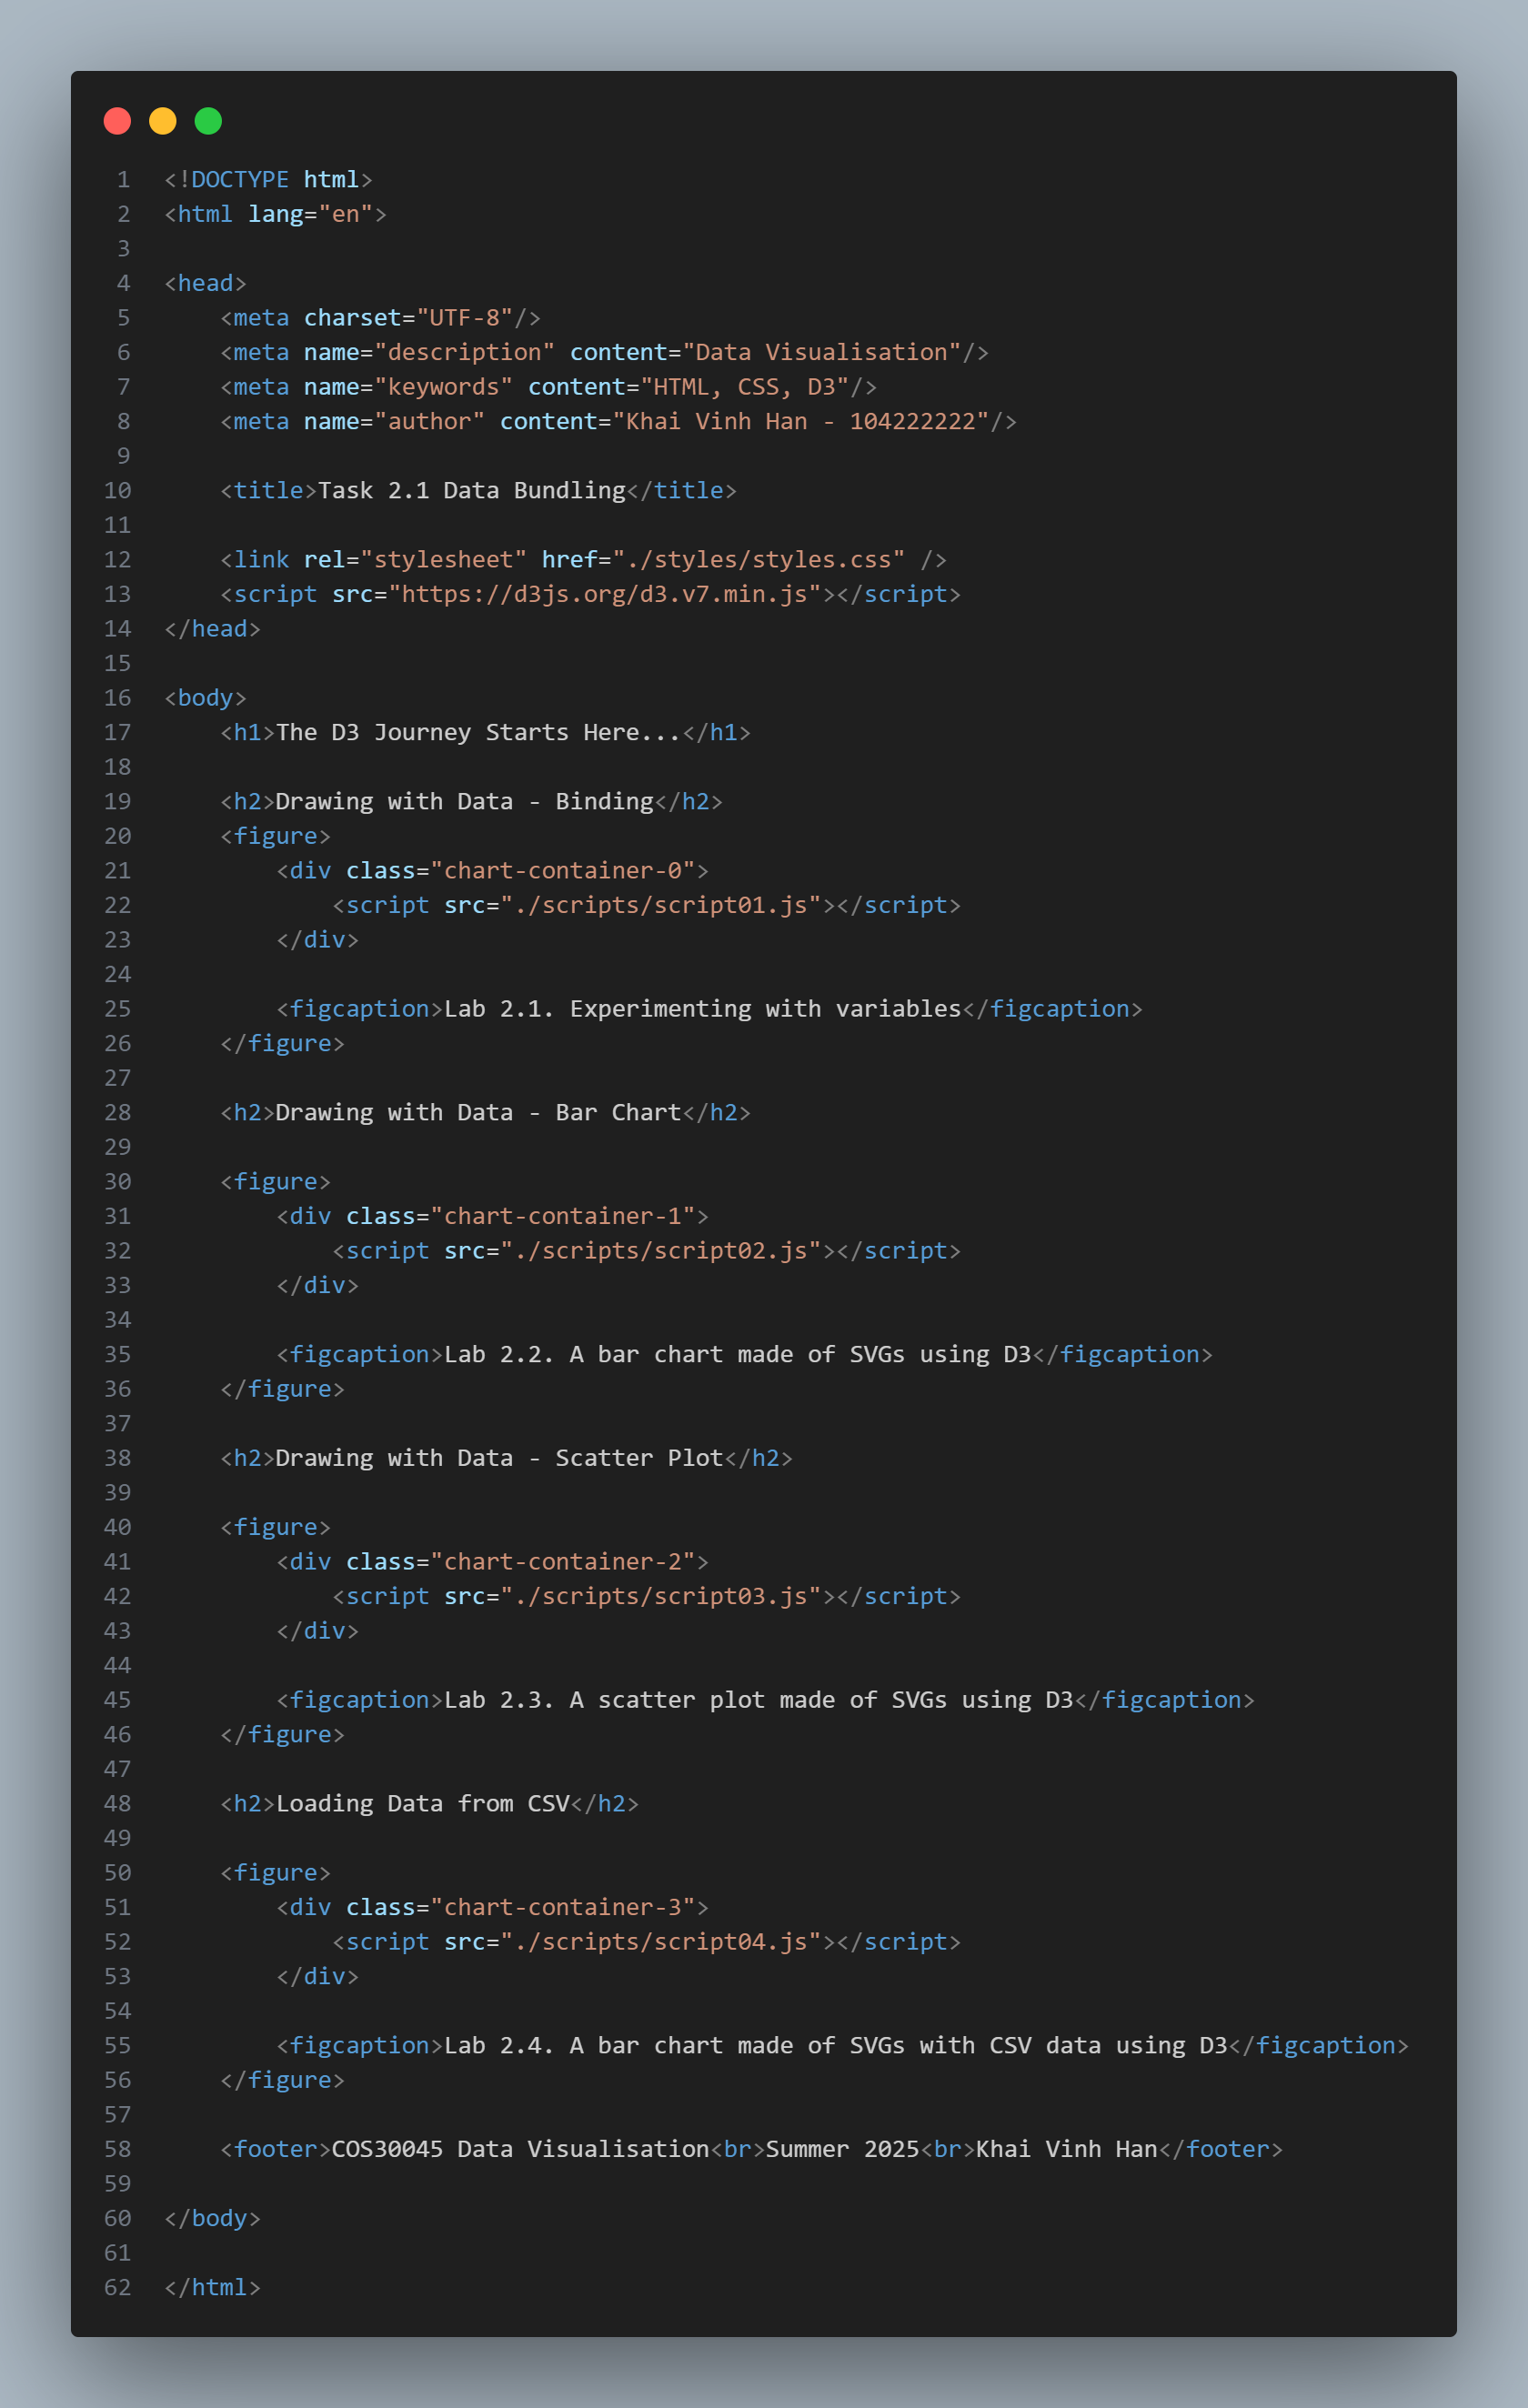 1 <!DOCTYPE html>
2 <html lang="en">
3
4 <head>
5     <meta charset="UTF-8"/>
6     <meta name="description" content="Data Visualisation"/>
7     <meta name="keywords" content="HTML, CSS, D3"/>
8     <meta name="author" content="Khai Vinh Han - 104222222"/>
9
10     <title>Task 2.1 Data Bundling</title>
11
12     <link rel="stylesheet" href="./styles/styles.css" />
13     <script src="https://d3js.org/d3.v7.min.js"></script>
14 </head>
15
16 <body>
17     <h1>The D3 Journey Starts Here...</h1>
18
19     <h2>Drawing with Data - Binding</h2>
20     <figure>
21         <div class="chart-container-0">
22             <script src="./scripts/script01.js"></script>
23         </div>
24
25         <figcaption>Lab 2.1. Experimenting with variables</figcaption>
26     </figure>
27
28     <h2>Drawing with Data - Bar Chart</h2>
29
30     <figure>
31         <div class="chart-container-1">
32             <script src="./scripts/script02.js"></script>
33         </div>
34
35         <figcaption>Lab 2.2. A bar chart made of SVGs using D3</figcaption>
36     </figure>
37
38     <h2>Drawing with Data - Scatter Plot</h2>
39
40     <figure>
41         <div class="chart-container-2">
42             <script src="./scripts/script03.js"></script>
43         </div>
44
45         <figcaption>Lab 2.3. A scatter plot made of SVGs using D3</figcaption>
46     </figure>
47
48     <h2>Loading Data from CSV</h2>
49
50     <figure>
51         <div class="chart-container-3">
52             <script src="./scripts/script04.js"></script>
53         </div>
54
55         <figcaption>Lab 2.4. A bar chart made of SVGs with CSV data using D3</figcaption>
56     </figure>
57
58     <footer>COS30045 Data Visualisation<br>Summer 2025<br>Khai Vinh Han</footer>
59
60 </body>
61
62 </html>